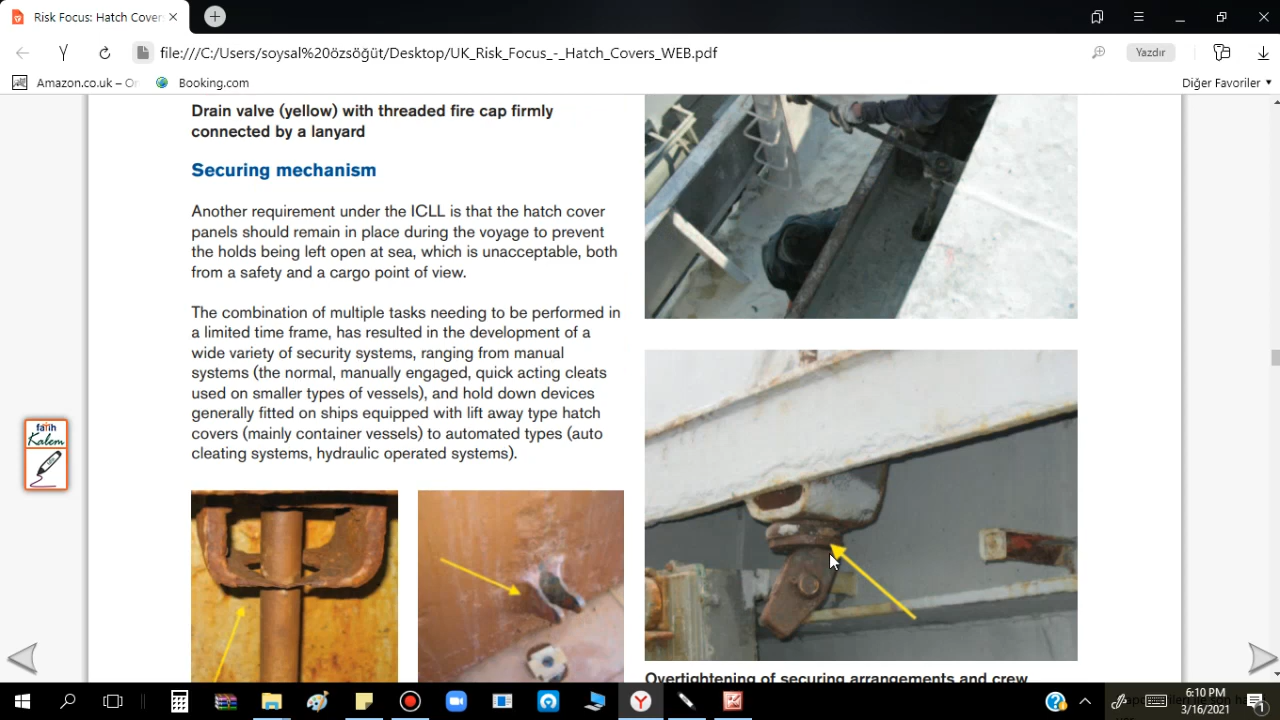 Risk Focus: Hatch Cover
file:///C:/Users/soysal%20özsöğüt/Desktop/UK_Risk_Focus_-_Hatch_Covers_WEB.pdf
Yazdır
Amazon.co.uk – O
Booking.com
Diğer Favoriler
Drain valve (yellow) with threaded fire cap firmly
connected by a lanyard
Securing mechanism
Another requirement under the ICLL is that the hatch cover
panels should remain in place during the voyage to prevent
the holds being left open at sea, which is unacceptable, both
from a safety and a cargo point of view.
The combination of multiple tasks needing to be performed in
a limited time frame, has resulted in the development of a
wide variety of security systems, ranging from manual
systems (the normal, manually engaged, quick acting cleats
used on smaller types of vessels), and hold down devices
generally fitted on ships equipped with lift away type hatch
covers (mainly container vessels) to automated types (auto
cleating systems, hydraulic operated systems).
Overtightening of securing arrangements and crew
fatih
Kalem
6:10 PM
3/16/2021
1